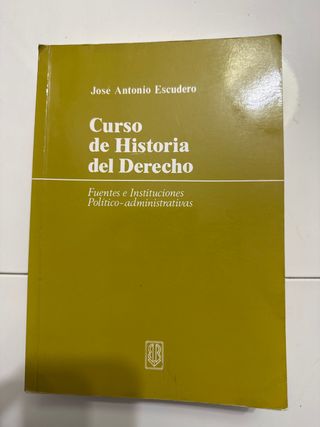 José Antonio Escudero
Curso
de Historia
del Derecho
Fuentes e Instituciones
Político-administrativas